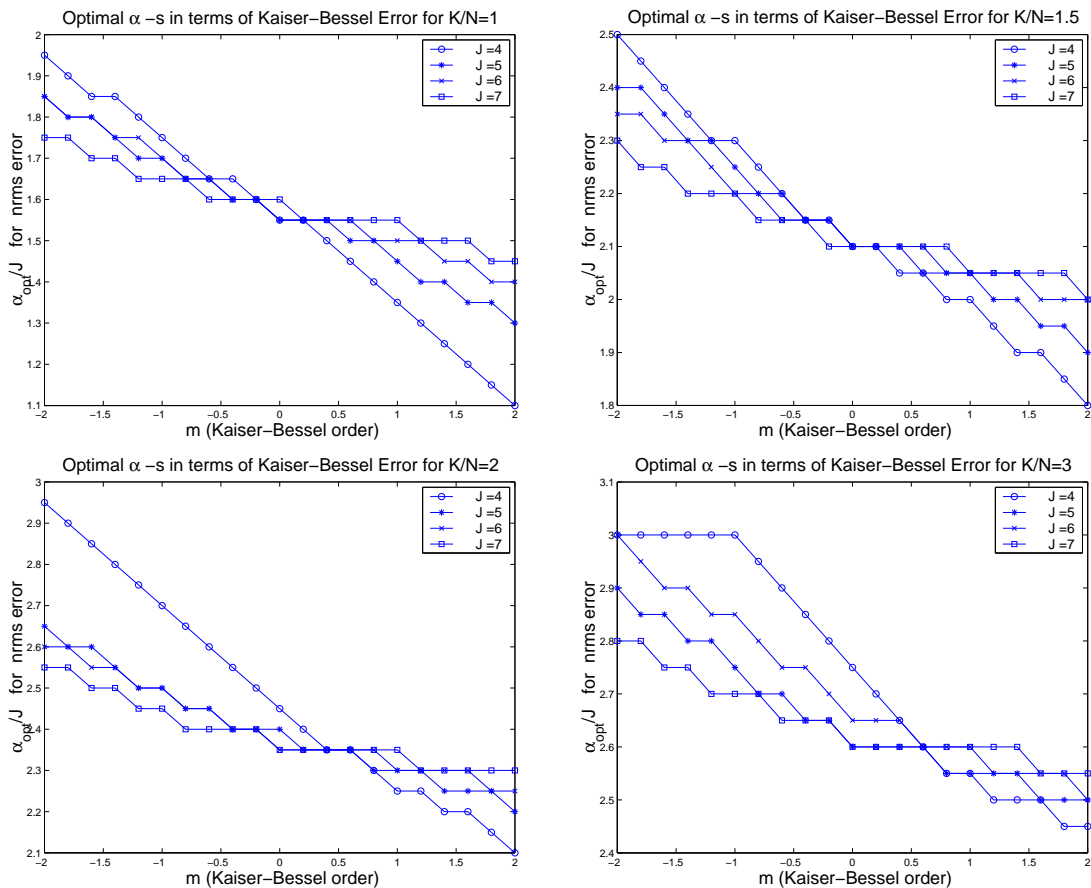 Optimal α −s in terms of Kaiser−Bessel Error for K/N=1
2
1.9
1.8
1.7
1.6
1.5
1.4
1.3
1.2
1.1
−2
−1.5
−1
−0.5
0
0.5
1
1.5
2
α_opt/J for nrms error
m (Kaiser−Bessel order)
J =4
J =5
J =6
J =7
Optimal α −s in terms of Kaiser−Bessel Error for K/N=1.5
2.5
2.4
2.3
2.2
2.1
2
1.9
1.8
−2
−1.5
−1
−0.5
0
0.5
1
1.5
2
α_opt/J for nrms error
m (Kaiser−Bessel order)
J =4
J =5
J =6
J =7
Optimal α −s in terms of Kaiser−Bessel Error for K/N=2
3
2.9
2.8
2.7
2.6
2.5
2.4
2.3
2.2
2.1
−2
−1.5
−1
−0.5
0
0.5
1
1.5
2
α_opt/J for nrms error
m (Kaiser−Bessel order)
J =4
J =5
J =6
J =7
Optimal α −s in terms of Kaiser−Bessel Error for K/N=3
3.1
3
2.9
2.8
2.7
2.6
2.5
2.4
−2
−1.5
−1
−0.5
0
0.5
1
1.5
2
α_opt/J for nrms error
m (Kaiser−Bessel order)
J =4
J =5
J =6
J =7